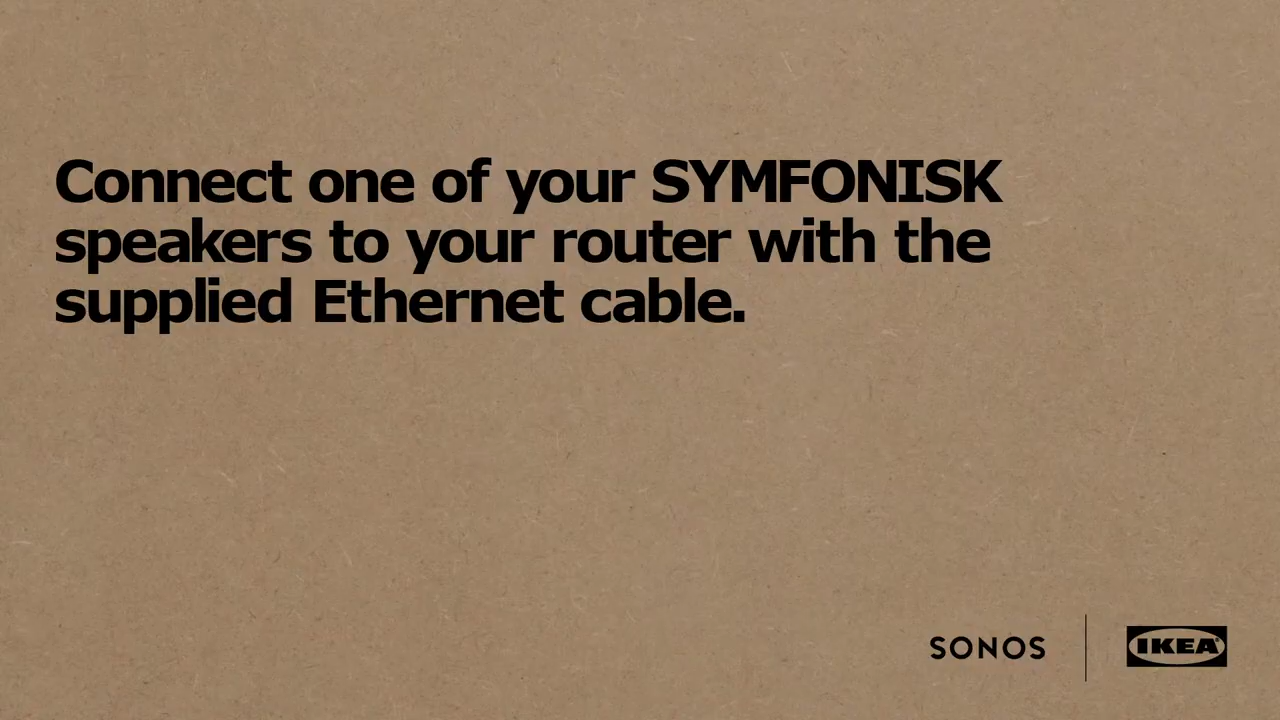 Connect one of your SYMFONISK
speakers to your router with the
supplied Ethernet cable.
SONOS
IKEA